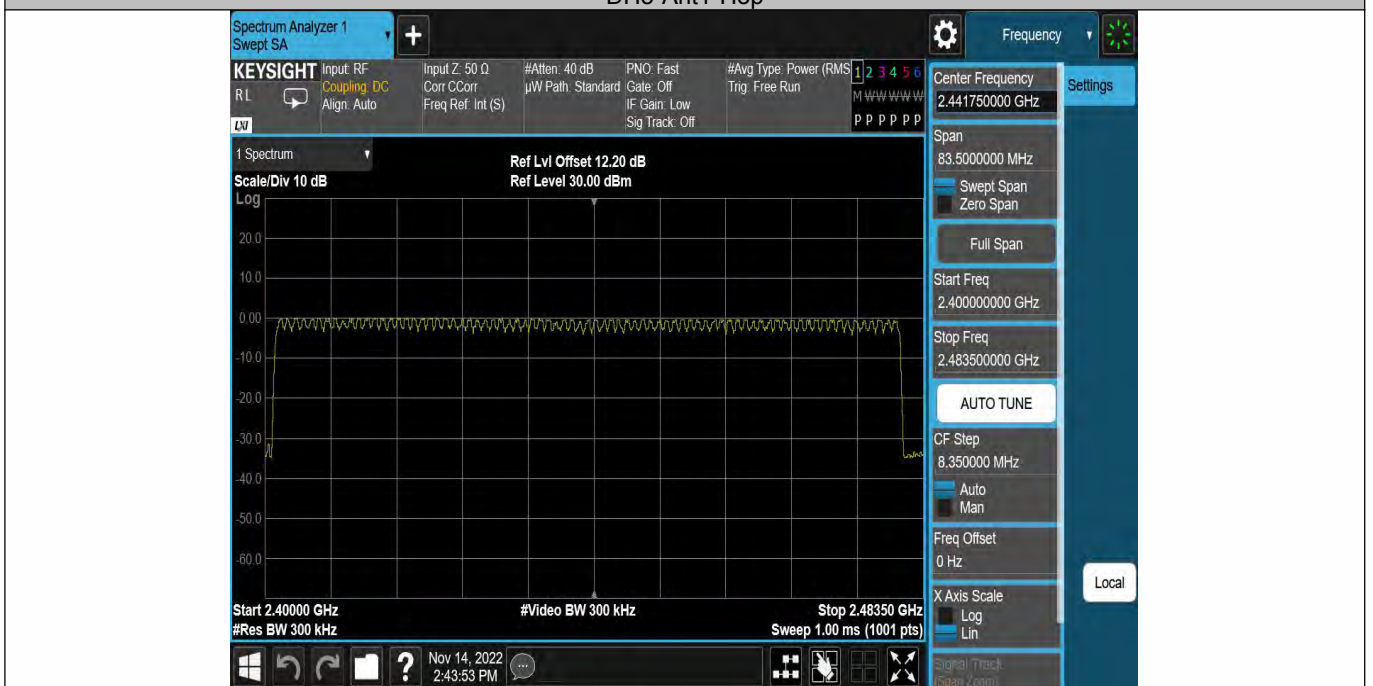 DH5-Ant1-Hop
Spectrum Analyzer 1
Swept SA
Frequency
KEYSIGHT
RL
LXI
Input: RF
Coupling: DC
Align: Auto
Input Z: 50 Ω
Corr CCorr
Freq Ref: Int (S)
#Atten: 40 dB
µW Path: Standard
PNO: Fast
Gate: Off
IF Gain: Low
Sig Track: Off
#Avg Type: Power (RMS
Trig: Free Run
1 2 3 4 5 6
M W W W W W
P P P P P P
Center Frequency
2.441750000 GHz
Settings
Span
83.5000000 MHz
Swept Span
Zero Span
Full Span
Start Freq
2.400000000 GHz
Stop Freq
2.483500000 GHz
AUTO TUNE
CF Step
8.350000 MHz
Auto
Man
Freq Offset
0 Hz
X Axis Scale
Log
Lin
Signal Track
(Span Zoom)
Local
1 Spectrum
Scale/Div 10 dB
Log
Ref Lvl Offset 12.20 dB
Ref Level 30.00 dBm
20.0
10.0
0.00
-10.0
-20.0
-30.0
-40.0
-50.0
-60.0
Start 2.40000 GHz
#Res BW 300 kHz
#Video BW 300 kHz
Stop 2.48350 GHz
Sweep 1.00 ms (1001 pts)
?
Nov 14, 2022
2:43:53 PM